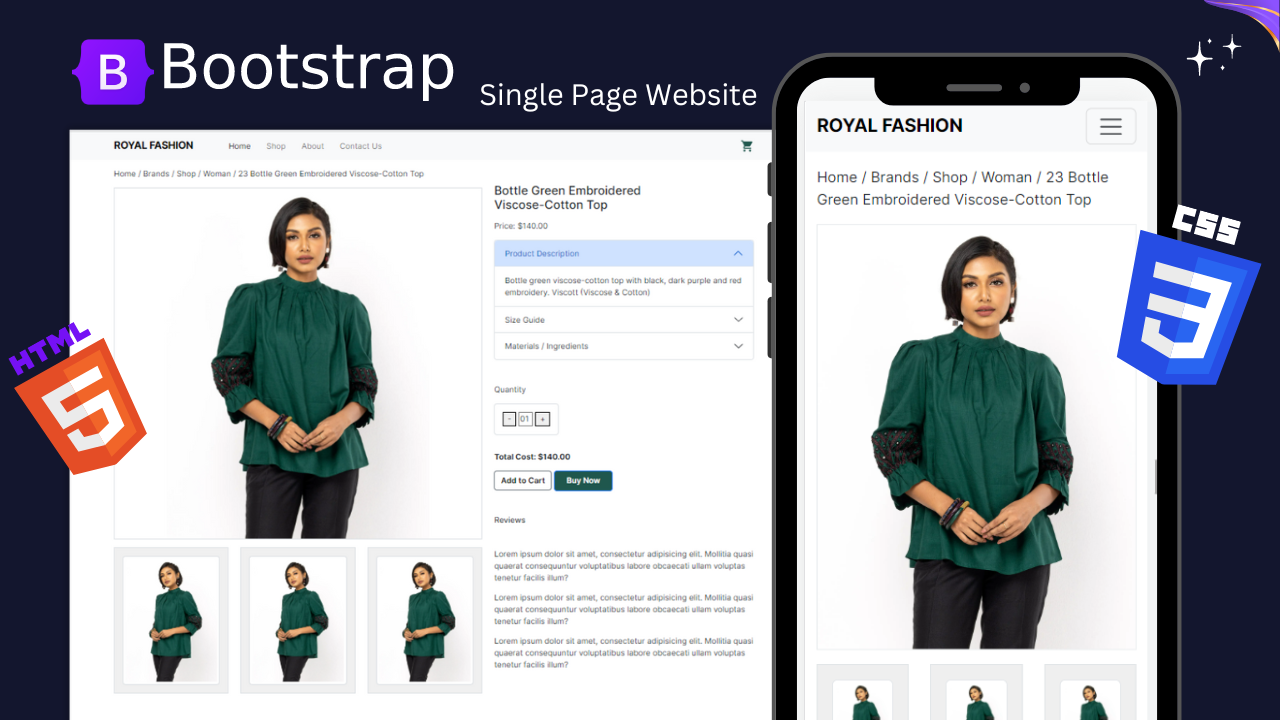 B Bootstrap
Single Page Website
ROYAL FASHION Home Shop About Contact Us
Home / Brands / Shop / Woman / 23 Bottle Green Embroidered Viscose-Cotton Top
Bottle Green Embroidered
Viscose-Cotton Top
Price: $140.00
Product Description
Bottle green viscose-cotton top with black, dark purple and red
embroidery. Viscott (Viscose & Cotton)
Size Guide
Materials / Ingredients
Quantity
- 01 +
Total Cost: $140.00
Add to Cart Buy Now
Reviews
Lorem ipsum dolor sit amet, consectetur adipisicing elit. Mollitia quasi
quaerat consequuntur voluptatibus labore obcaecati ullam voluptas
tenetur facilis illum?
Lorem ipsum dolor sit amet, consectetur adipisicing elit. Mollitia quasi
quaerat consequuntur voluptatibus labore obcaecati ullam voluptas
tenetur facilis illum?
Lorem ipsum dolor sit amet, consectetur adipisicing elit. Mollitia quasi
quaerat consequuntur voluptatibus labore obcaecati ullam voluptas
tenetur facilis illum?
HTML
5
ROYAL FASHION
Home / Brands / Shop / Woman / 23 Bottle
Green Embroidered Viscose-Cotton Top
CSS
3